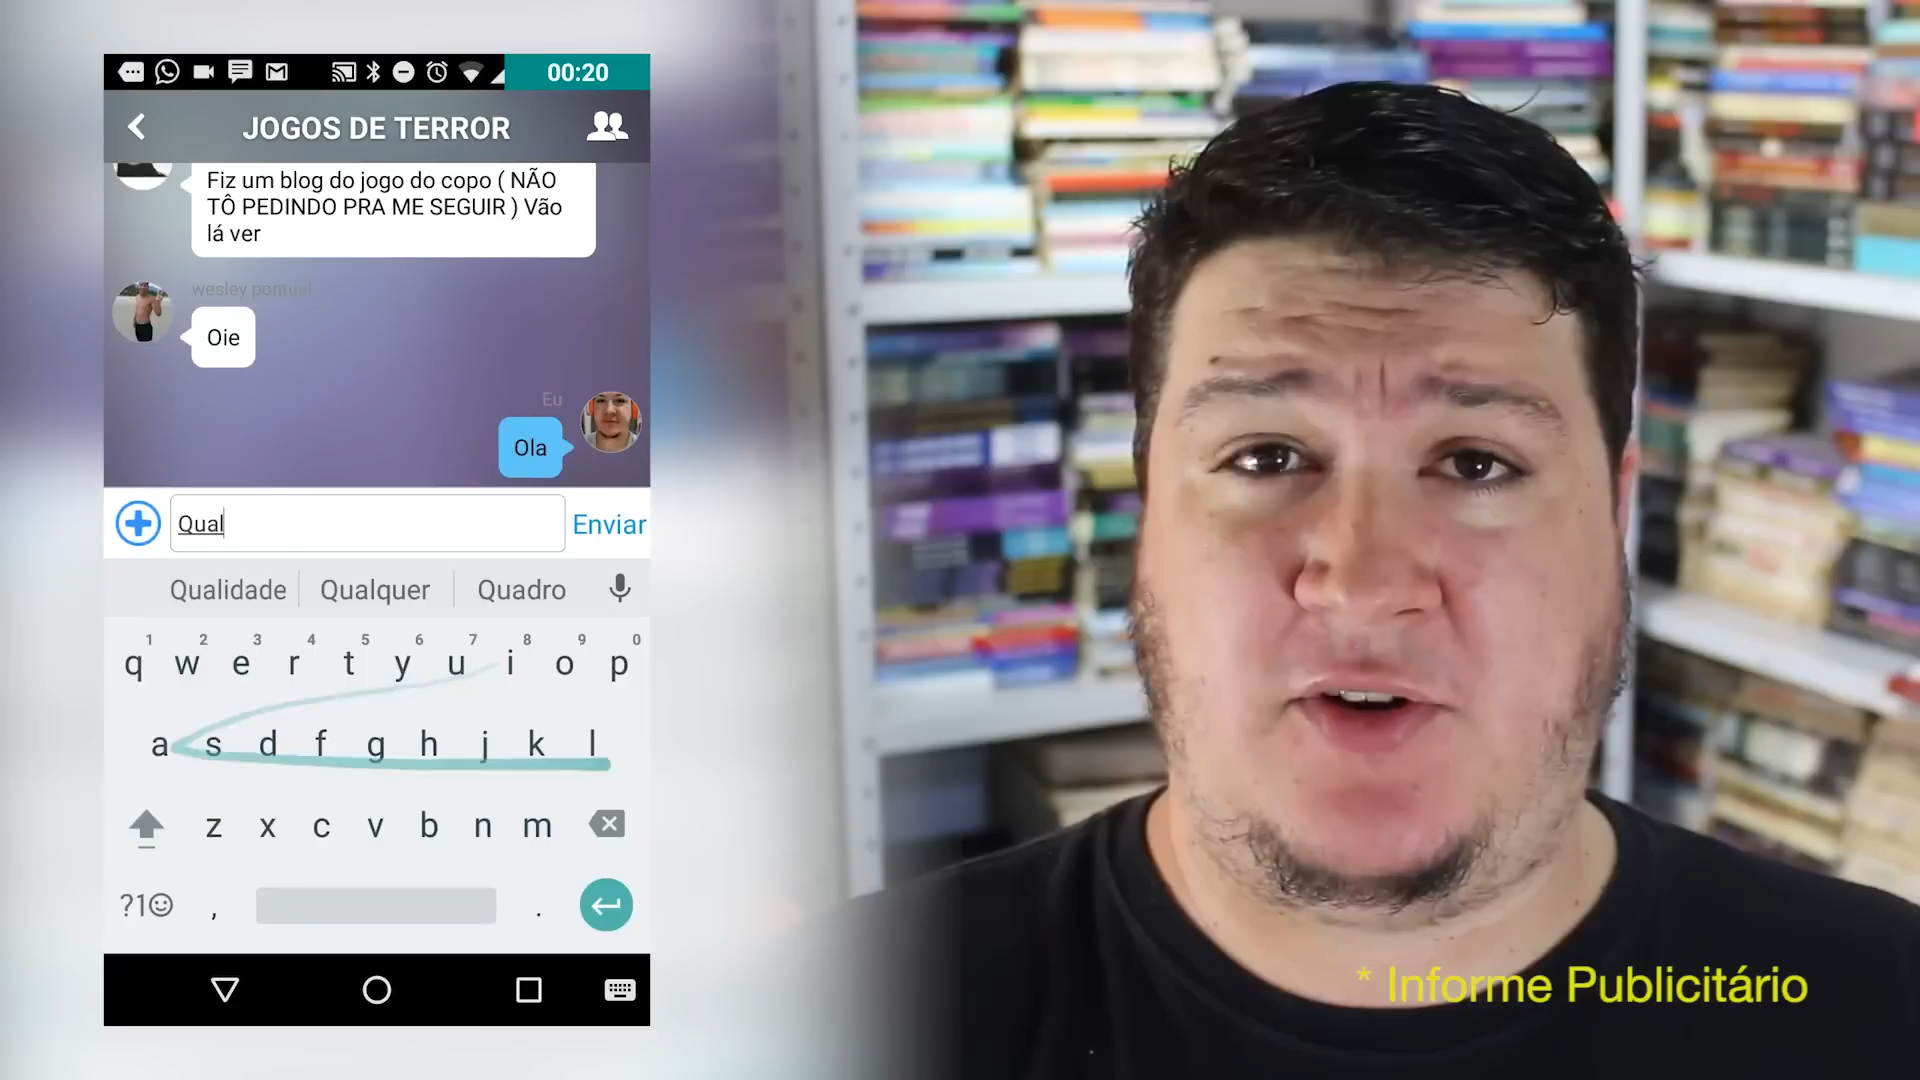 00:20
JOGOS DE TERROR
Fiz um blog do jogo do copo ( NÃO
TÔ PEDINDO PRA ME SEGUIR ) Vão
lá ver
wesley pontual
Oie
Eu
Ola
Qual
Enviar
Qualidade Qualquer Quadro
1 2 3 4 5 6 7 8 9 0
q w e r t y u i o p
a s d f g h j k l
z x c v b n m
?1☺ , .
* Informe Publicitário